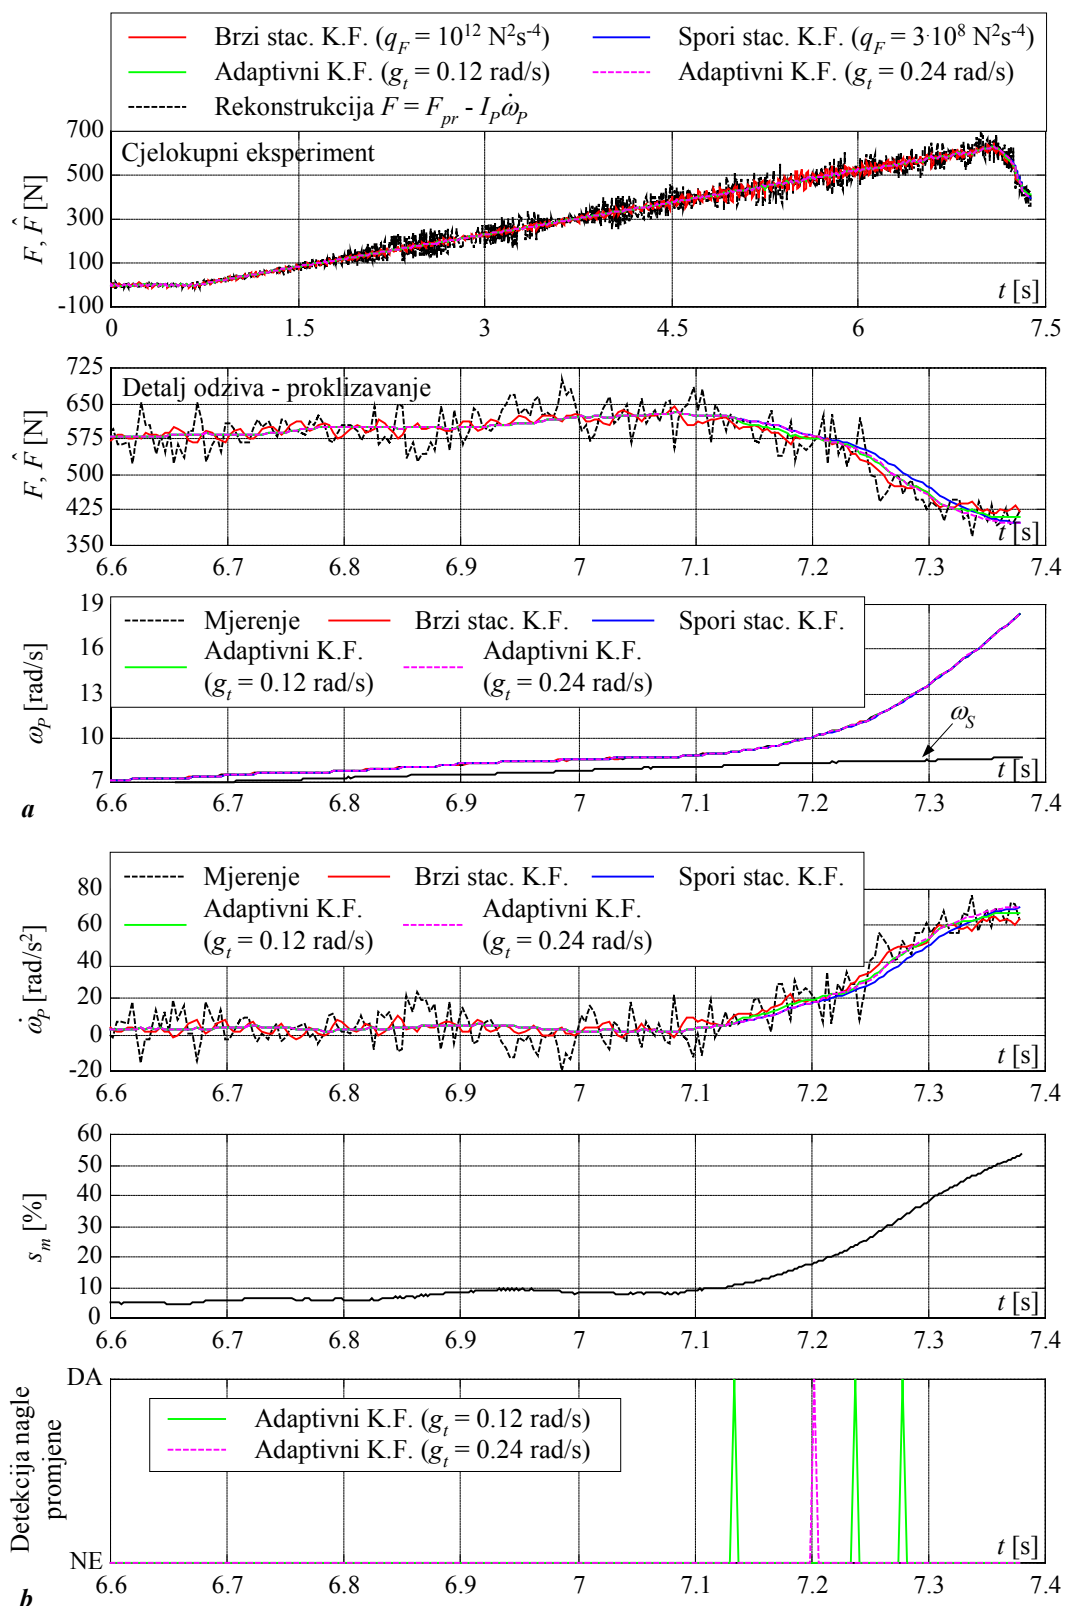 Brzi stac. K.F. (q_F = 10¹² N²s⁻⁴) Spori stac. K.F. (q_F = 3·10⁸ N²s⁻⁴)
Adaptivni K.F. (g_t = 0.12 rad/s) Adaptivni K.F. (g_t = 0.24 rad/s)
Rekonstrukcija F = F_pr - I_P ω̇_P
Cjelokupni eksperiment
F, F̂ [N]
700
500
300
100
-100
t [s]
0 1.5 3 4.5 6 7.5
Detalj odziva - proklizavanje
F, F̂ [N]
725
650
575
500
425
350
t [s]
6.6 6.7 6.8 6.9 7 7.1 7.2 7.3 7.4
Mjerenje Brzi stac. K.F. Spori stac. K.F.
Adaptivni K.F. Adaptivni K.F.
(g_t = 0.12 rad/s) (g_t = 0.24 rad/s)
ω_P [rad/s]
19
16
13
10
7
ω_S
t [s]
6.6 6.7 6.8 6.9 7 7.1 7.2 7.3 7.4
a
Mjerenje Brzi stac. K.F. Spori stac. K.F.
Adaptivni K.F. Adaptivni K.F.
(g_t = 0.12 rad/s) (g_t = 0.24 rad/s)
ω̇_P [rad/s²]
80
60
40
20
0
-20
t [s]
6.6 6.7 6.8 6.9 7 7.1 7.2 7.3 7.4
s_m [%]
60
50
40
30
20
10
0
t [s]
6.6 6.7 6.8 6.9 7 7.1 7.2 7.3 7.4
Detekcija nagle
promjene
DA
NE
Adaptivni K.F. (g_t = 0.12 rad/s)
Adaptivni K.F. (g_t = 0.24 rad/s)
t [s]
6.6 6.7 6.8 6.9 7 7.1 7.2 7.3 7.4
b